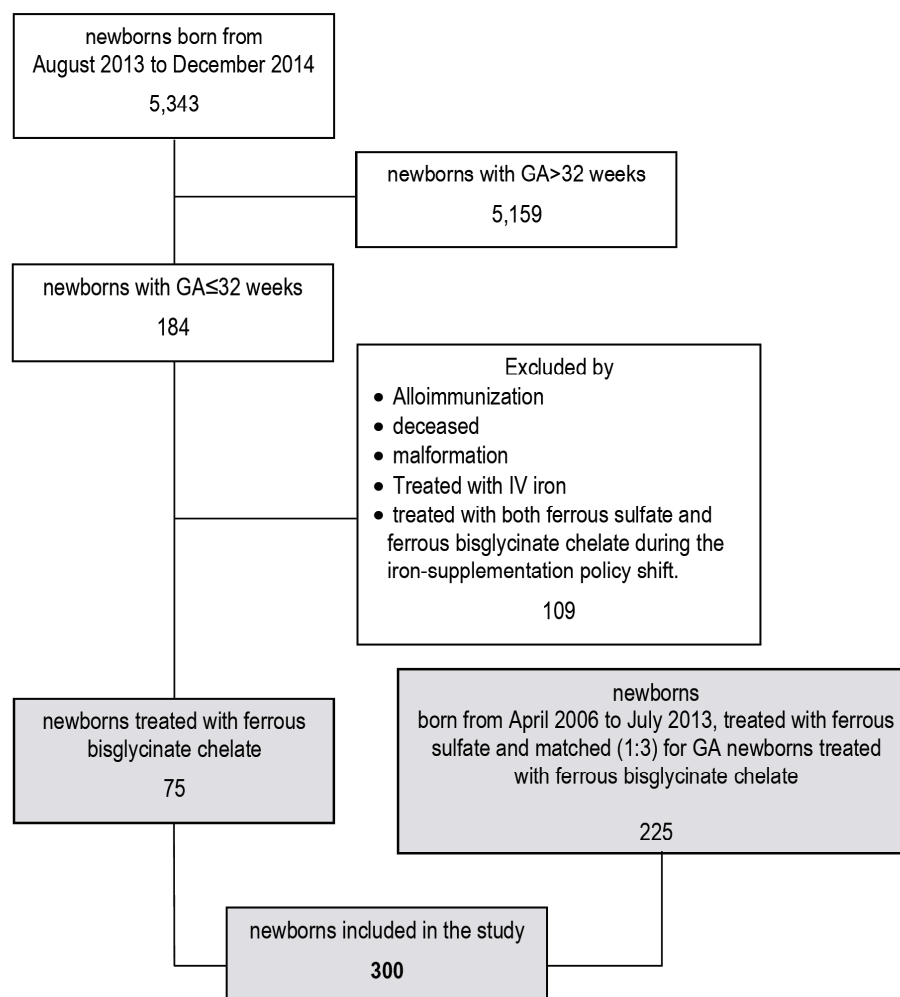 newborns born from
August 2013 to December 2014
5,343
newborns with GA>32 weeks
5,159
newborns with GA≤32 weeks
184
Excluded by
• Alloimmunization
• deceased
• malformation
• Treated with IV iron
• treated with both ferrous sulfate and
ferrous bisglycinate chelate during the
iron-supplementation policy shift.
109
newborns treated with ferrous
bisglycinate chelate
75
newborns
born from April 2006 to July 2013, treated with ferrous
sulfate and matched (1:3) for GA newborns treated
with ferrous bisglycinate chelate
225
newborns included in the study
300